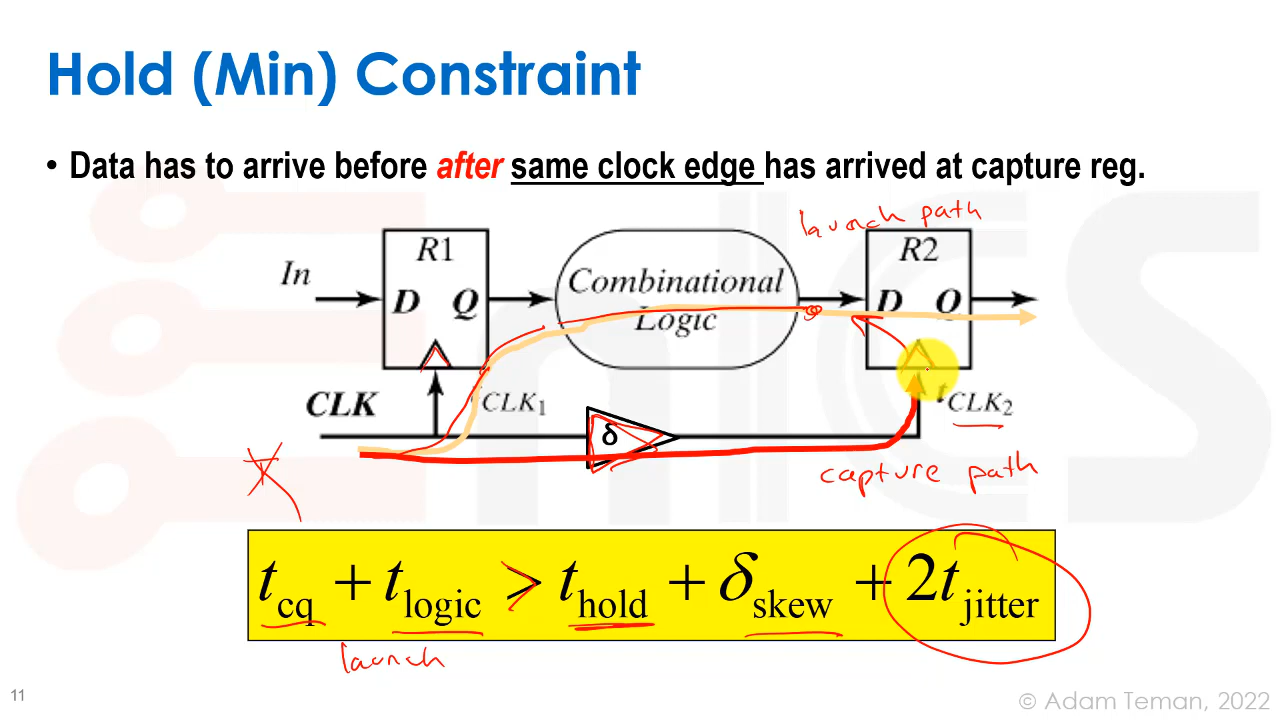 Hold (Min) Constraint
• Data has to arrive before after same clock edge has arrived at capture reg.
launch path
R1
R2
In
Combinational
Logic
D Q
D Q
CLK
CLK1
δ
tCLK2
capture path
tcq + tlogic > thold + δskew + 2tjitter
launch
11
© Adam Teman, 2022